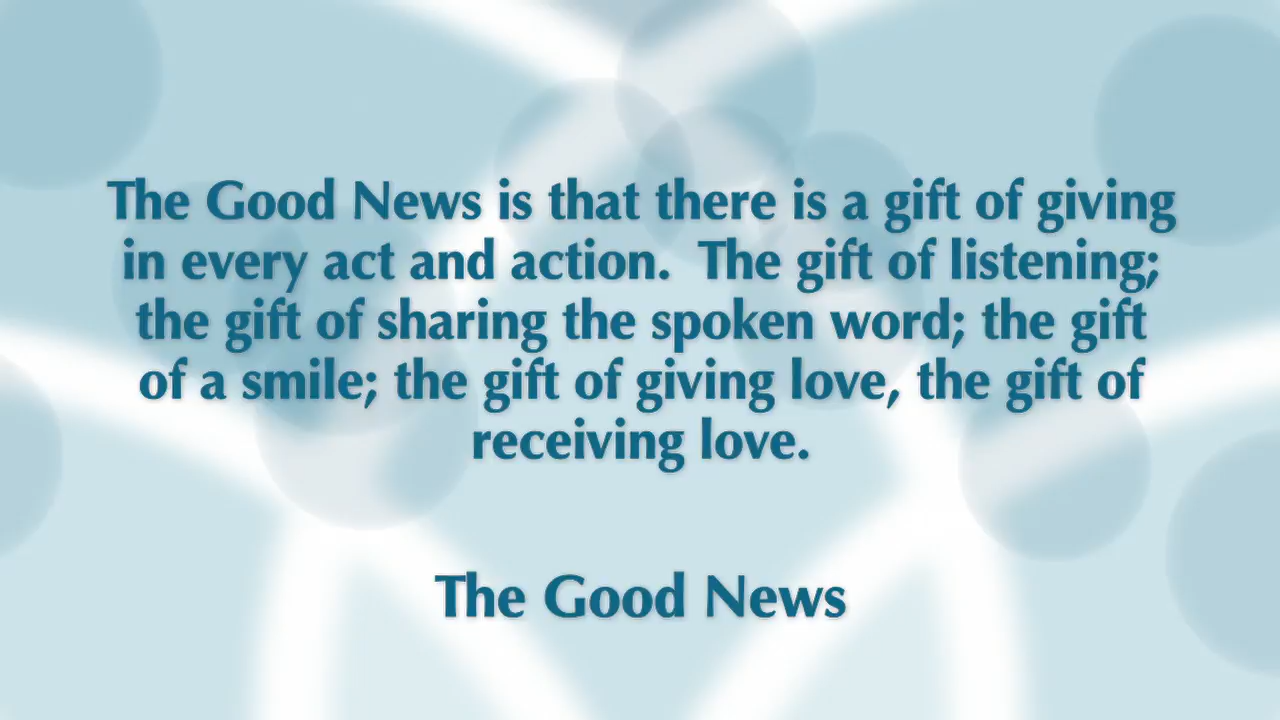 The Good News is that there is a gift of giving
in every act and action.  The gift of listening;
the gift of sharing the spoken word; the gift
of a smile; the gift of giving love, the gift of
receiving love.
The Good News